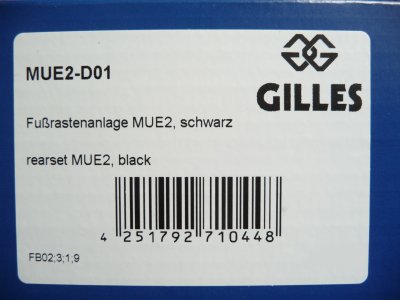 MUE2-D01
GILLES
Fußrastenanlage MUE2, schwarz
rearset MUE2, black
4 251792 710448
FB02;3;1;9